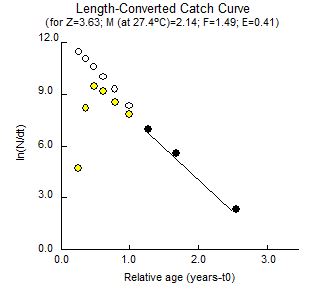 Length-Converted Catch Curve
(for Z=3.63; M (at 27.4ºC)=2.14; F=1.49; E=0.41)
12.0
9.0
6.0
3.0
0.0
ln(N/dt)
0.0 1.0 2.0 3.0
Relative age (years-t0)